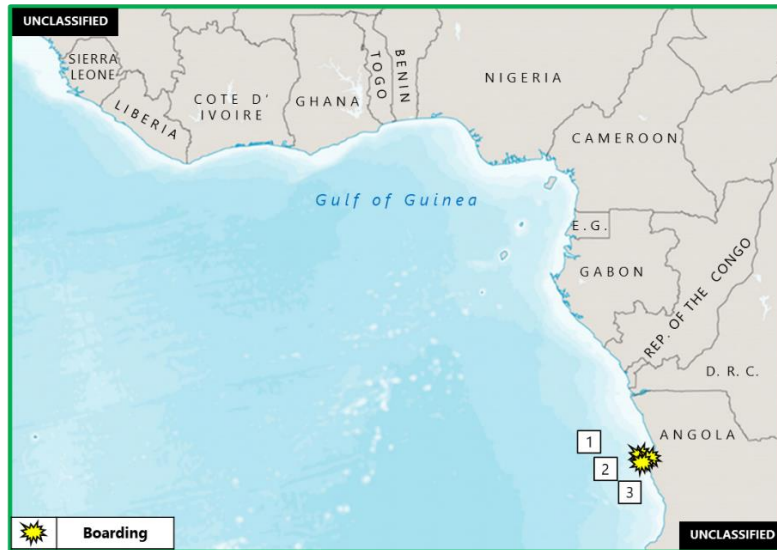 UNCLASSIFIED
SIERRA
LEONE
LIBERIA
COTE D'
IVOIRE
GHANA
TOGO
BENIN
NIGERIA
CAMEROON
Gulf of Guinea
E.G.
GABON
REP. OF THE CONGO
D. R. C.
ANGOLA
1
2
3
Boarding
UNCLASSIFIED